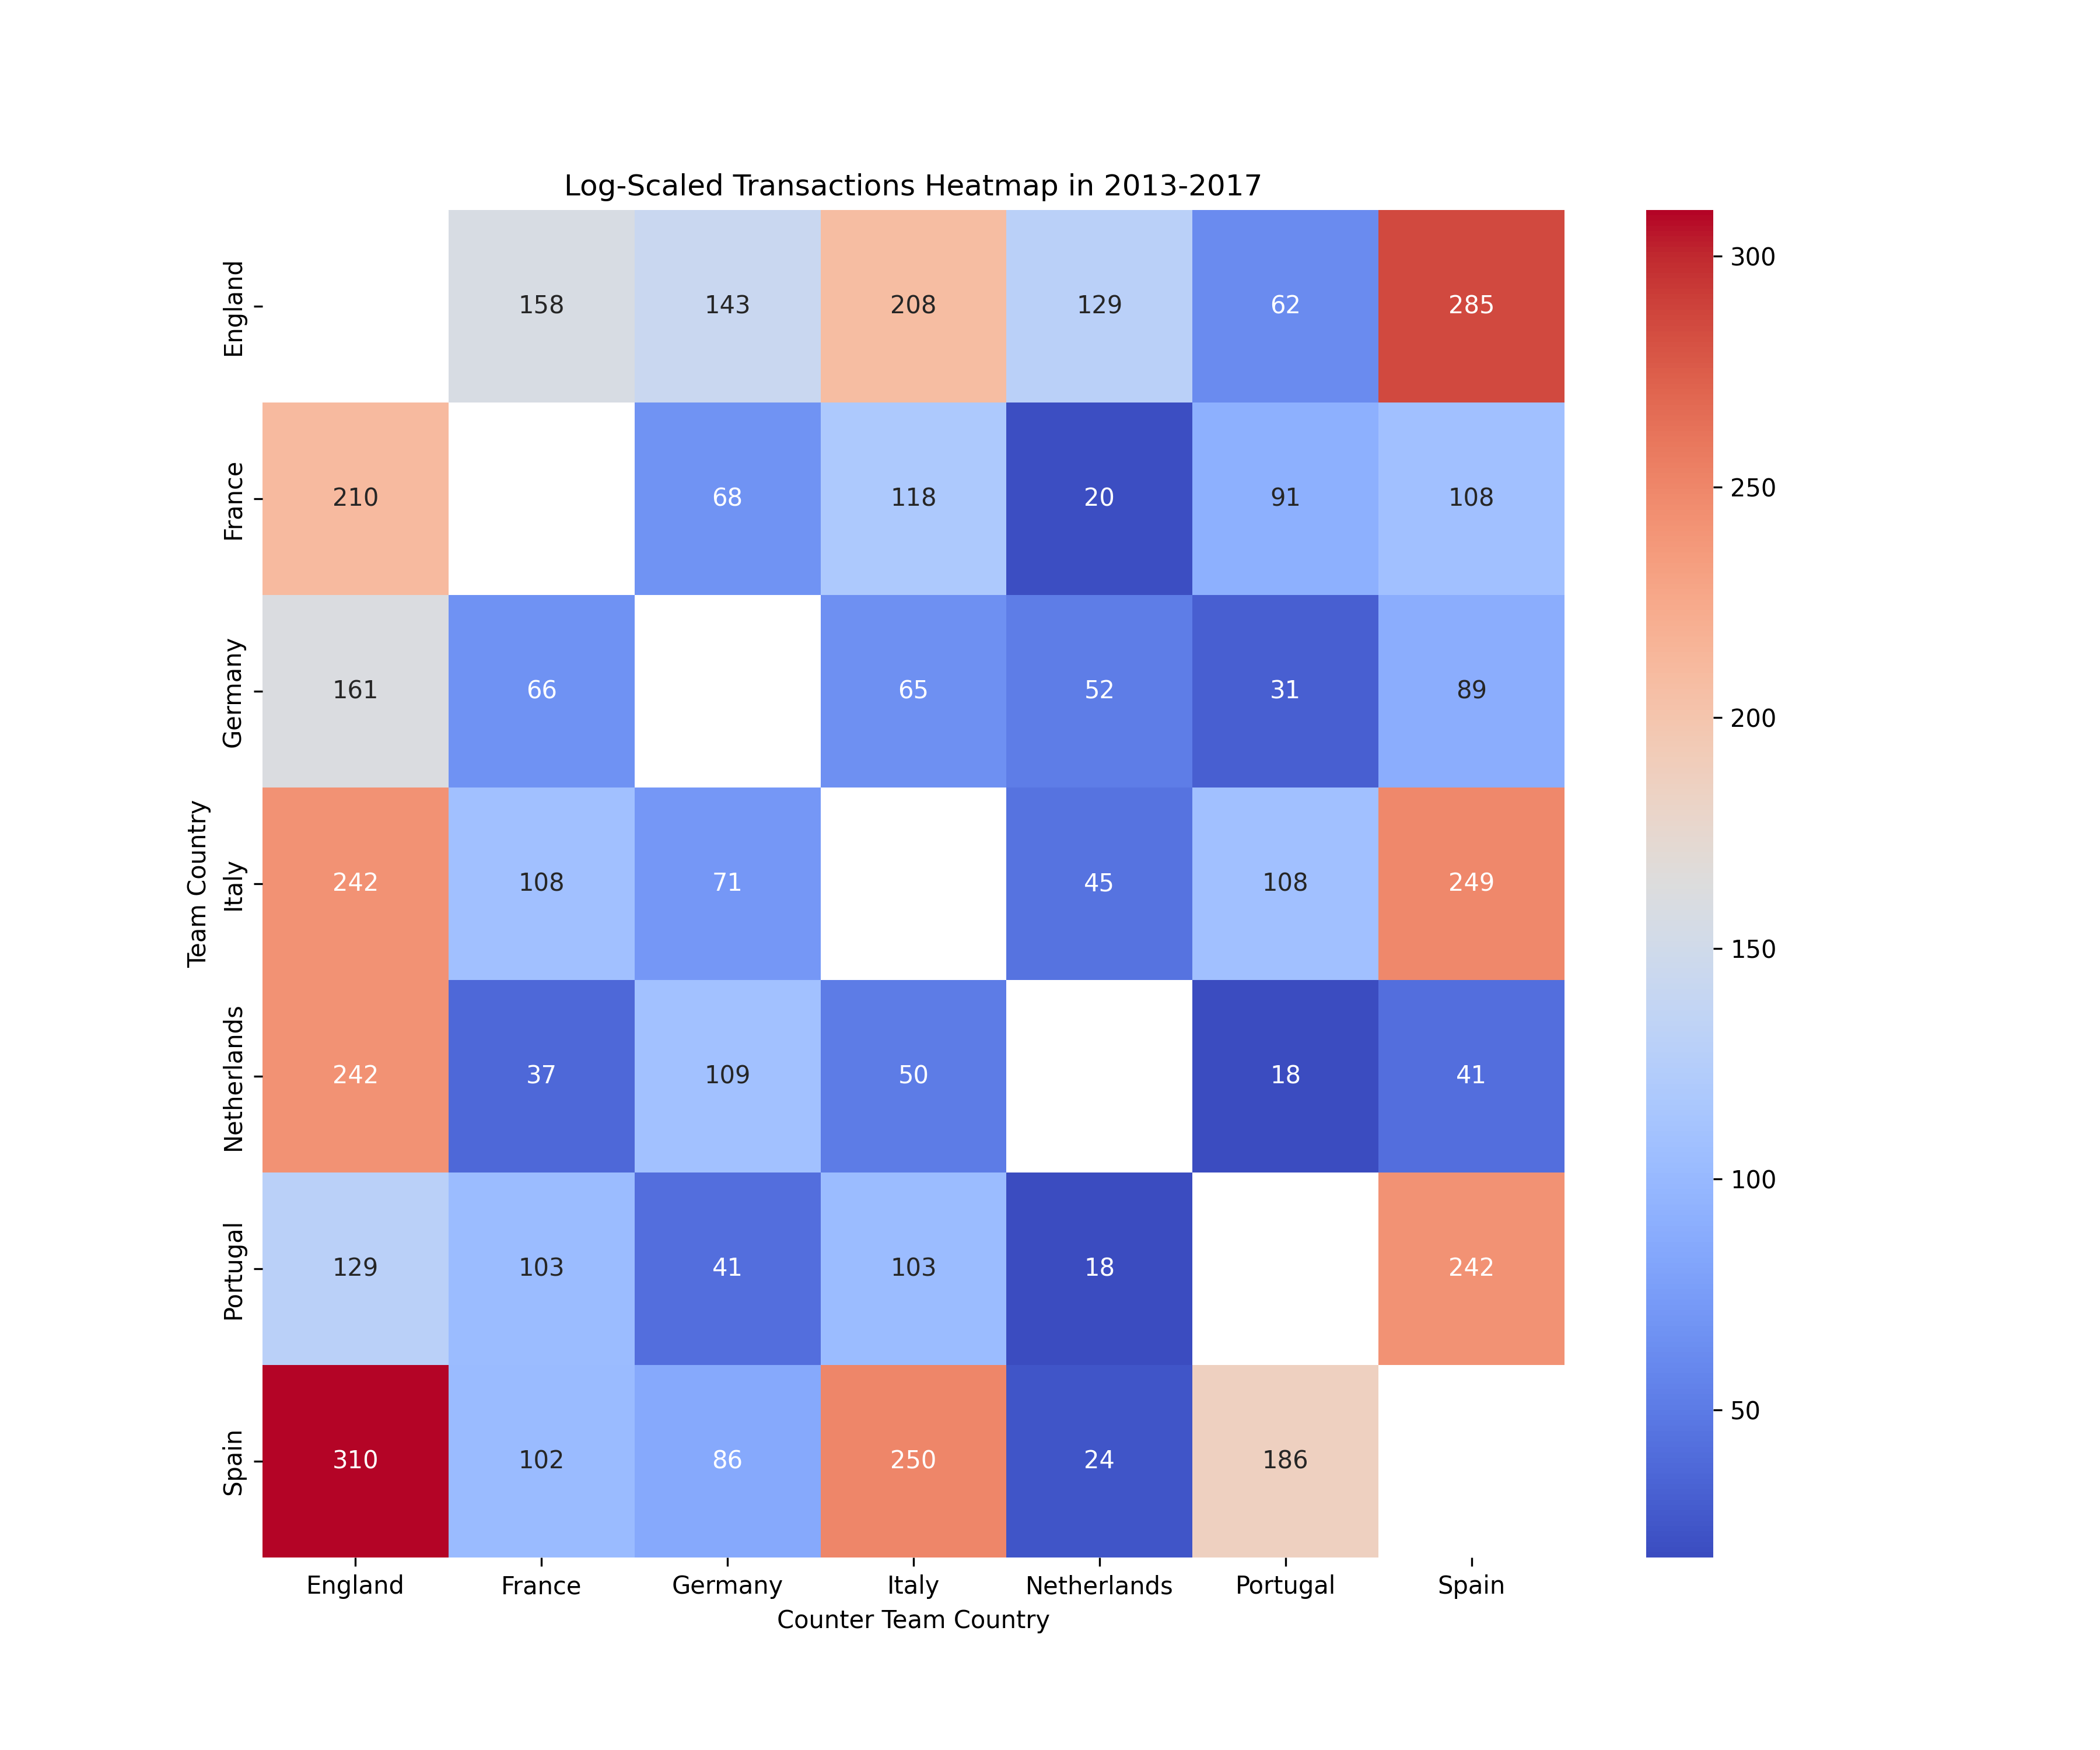 Log-Scaled Transactions Heatmap in 2013-2017
Team Country
England
158 143 208 129 62 285
France
210 68 118 20 91 108
Germany
161 66 65 52 31 89
Italy
242 108 71 45 108 249
Netherlands
242 37 109 50 18 41
Portugal
129 103 41 103 18 242
Spain
310 102 86 250 24 186
England France Germany Italy Netherlands Portugal Spain
Counter Team Country
300
250
200
150
100
50